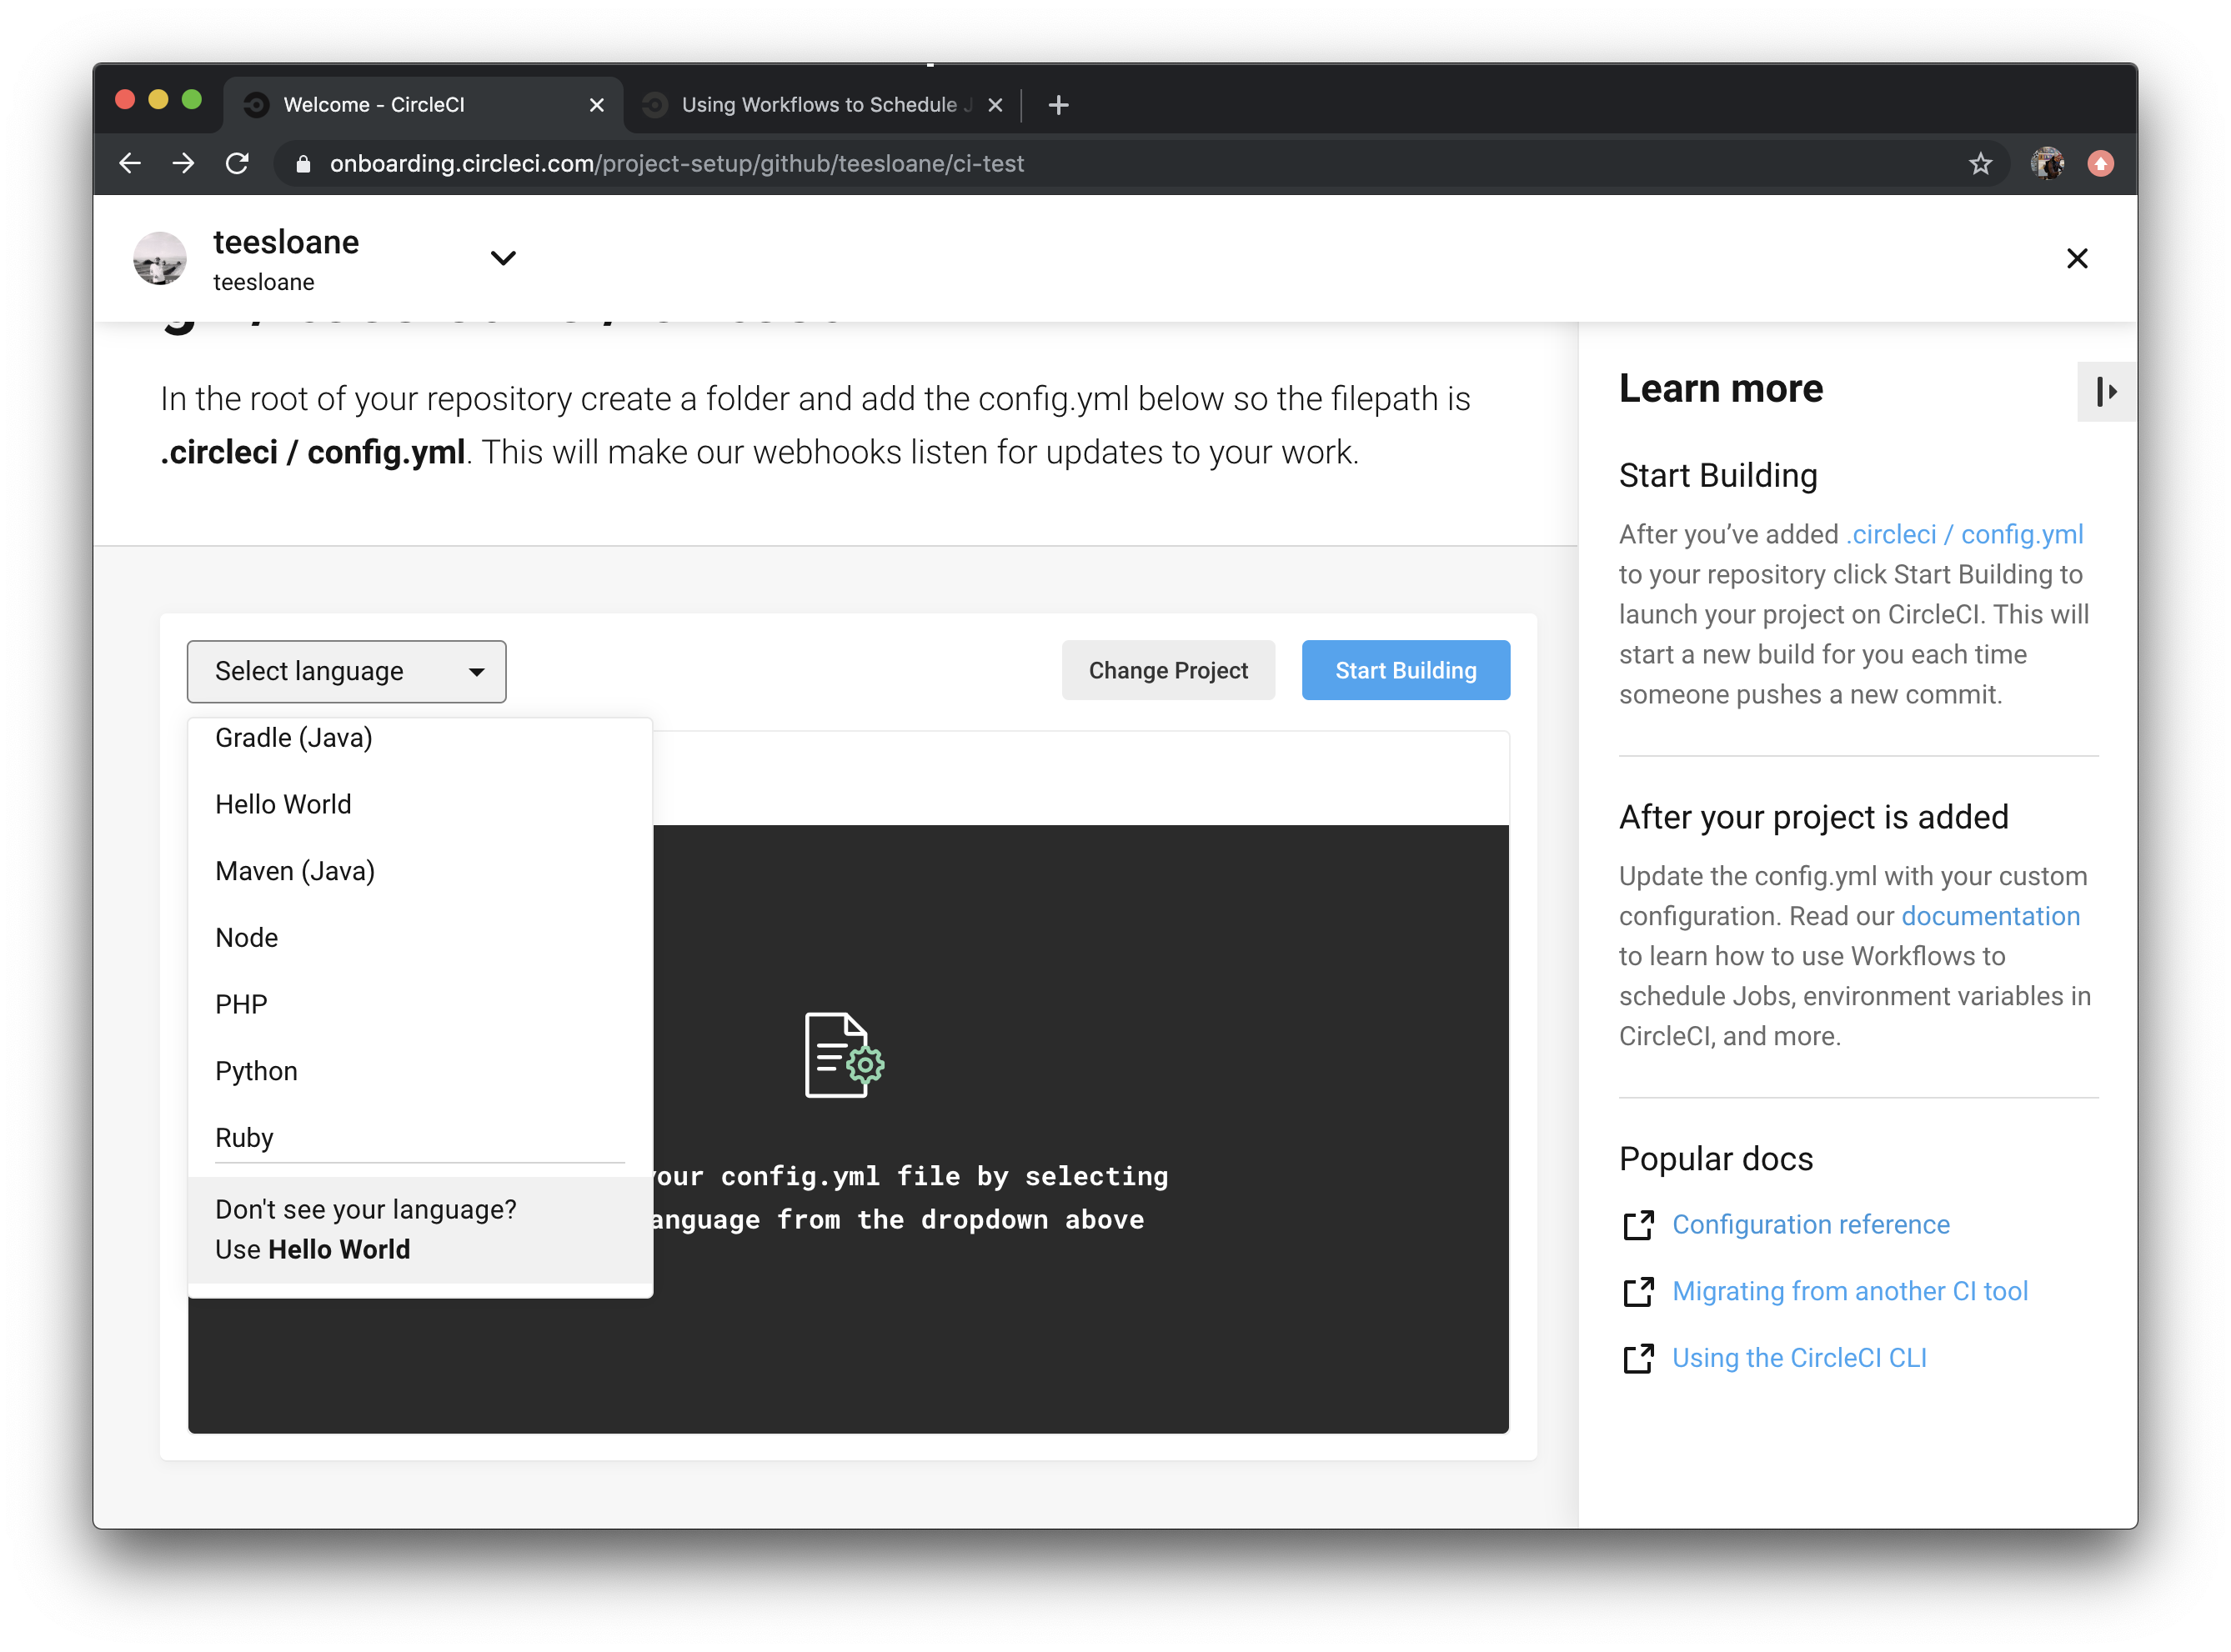 Welcome - CircleCI
Using Workflows to Schedule J
onboarding.circleci.com/project-setup/github/teesloane/ci-test
teesloane
teesloane
In the root of your repository create a folder and add the config.yml below so the filepath is
.circleci / config.yml. This will make our webhooks listen for updates to your work.
Select language
Change Project
Start Building
Gradle (Java)
Hello World
Maven (Java)
Node
PHP
Python
Ruby
Don't see your language?
Use Hello World
your config.yml file by selecting
language from the dropdown above
Learn more
Start Building
After you’ve added .circleci / config.yml
to your repository click Start Building to
launch your project on CircleCI. This will
start a new build for you each time
someone pushes a new commit.
After your project is added
Update the config.yml with your custom
configuration. Read our documentation
to learn how to use Workflows to
schedule Jobs, environment variables in
CircleCI, and more.
Popular docs
Configuration reference
Migrating from another CI tool
Using the CircleCI CLI